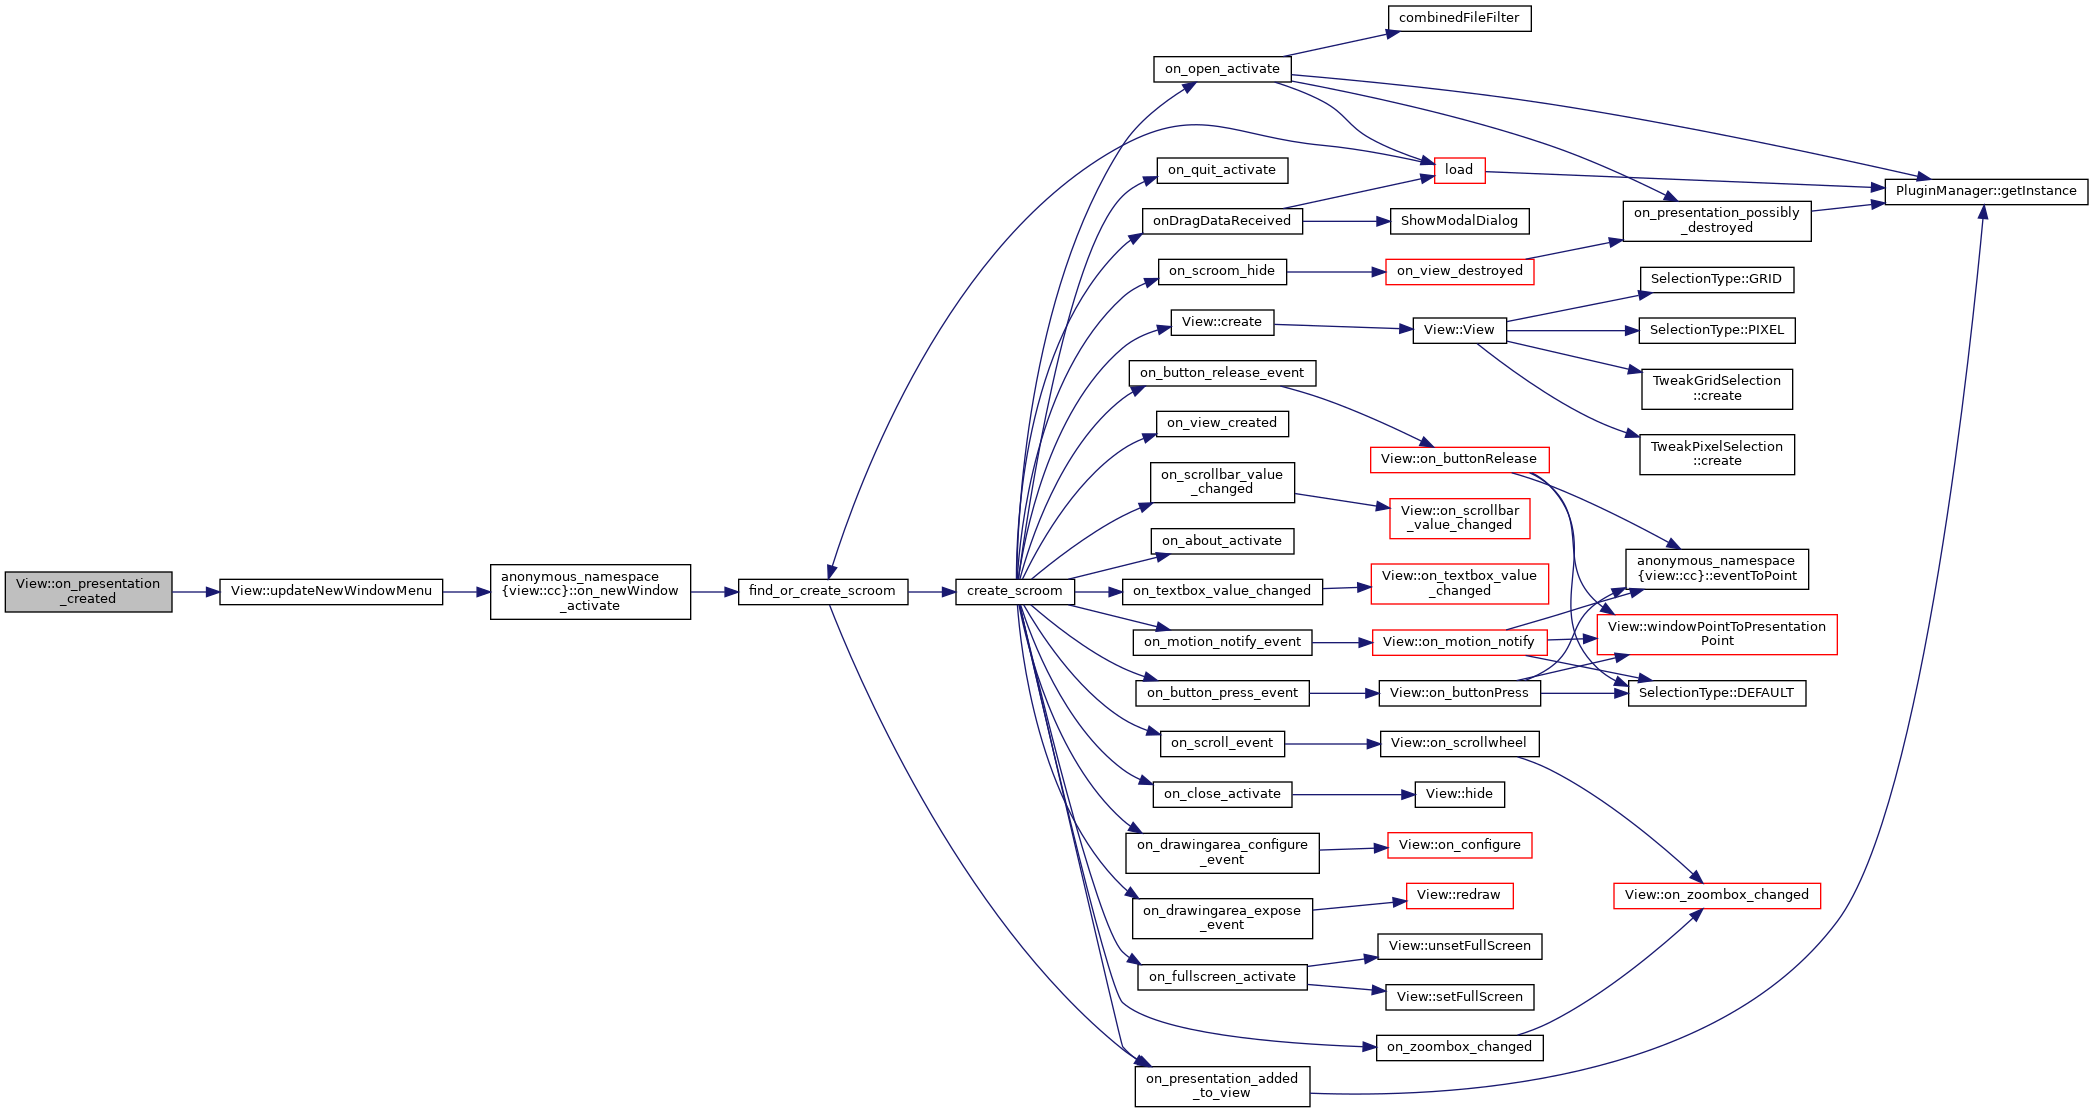 View::on_presentation
_created
View::updateNewWindowMenu
anonymous_namespace
{view::cc}::on_newWindow
_activate
find_or_create_scroom
create_scroom
on_open_activate
on_quit_activate
onDragDataReceived
on_scroom_hide
View::create
on_button_release_event
on_view_created
on_scrollbar_value
_changed
on_about_activate
on_textbox_value_changed
on_motion_notify_event
on_button_press_event
on_scroll_event
on_close_activate
on_drawingarea_configure
_event
on_drawingarea_expose
_event
on_fullscreen_activate
on_presentation_added
_to_view
combinedFileFilter
load
ShowModalDialog
on_view_destroyed
View::View
View::on_buttonRelease
View::on_scrollbar
_value_changed
View::on_textbox_value
_changed
View::on_motion_notify
View::on_buttonPress
View::on_scrollwheel
View::hide
View::on_configure
View::redraw
View::unsetFullScreen
View::setFullScreen
on_zoombox_changed
on_presentation_possibly
_destroyed
SelectionType::GRID
SelectionType::PIXEL
TweakGridSelection
::create
TweakPixelSelection
::create
anonymous_namespace
{view::cc}::eventToPoint
View::windowPointToPresentation
Point
SelectionType::DEFAULT
View::on_zoombox_changed
PluginManager::getInstance